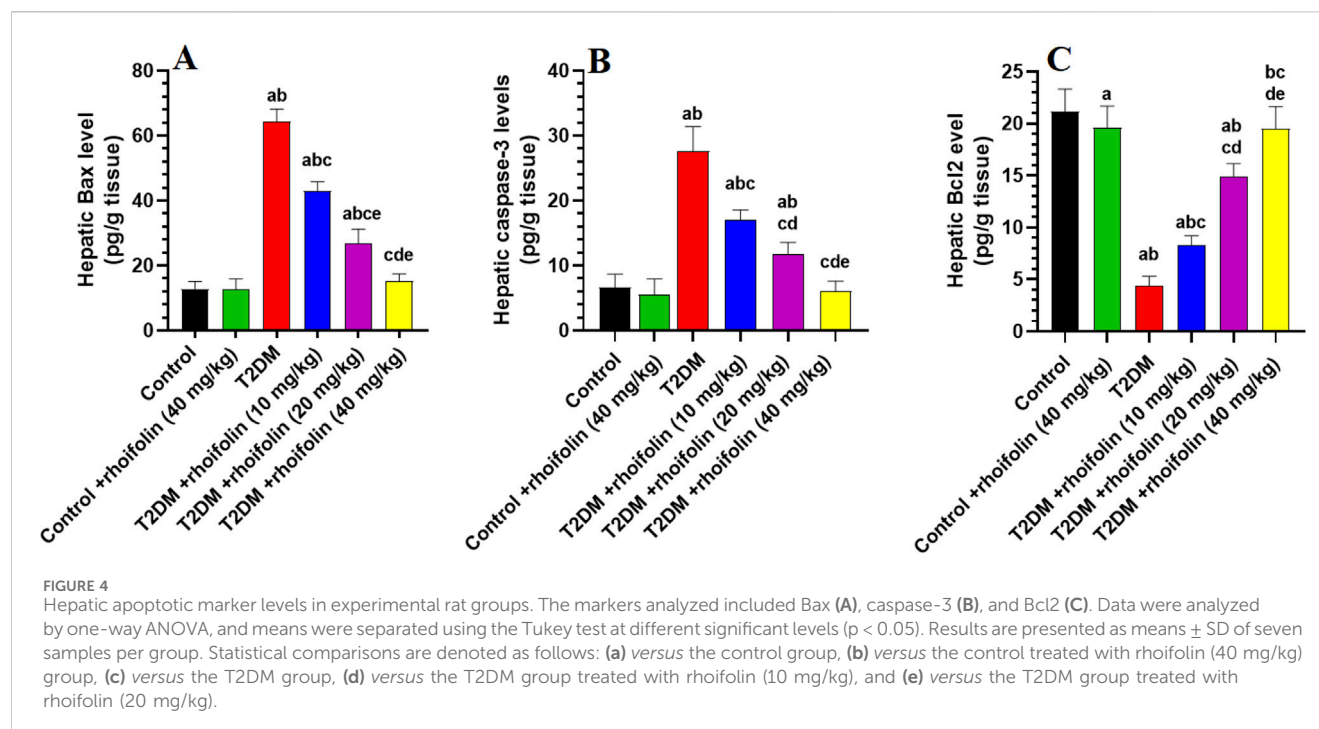 A
Hepatic Bax level
(pg/g tissue)
80
60
40
20
0
ab
abc
abce
cde
Control
Control +rhoifolin (40 mg/kg)
T2DM
T2DM +rhoifolin (10 mg/kg)
T2DM +rhoifolin (20 mg/kg)
T2DM +rhoifolin (40 mg/kg)
B
Hepatic caspase-3 levels
(pg/g tissue)
40
30
20
10
0
ab
abc
ab
cd
cde
Control
Control +rhoifolin (40 mg/kg)
T2DM
T2DM +rhoifolin (10 mg/kg)
T2DM +rhoifolin (20 mg/kg)
T2DM +rhoifolin (40 mg/kg)
C
Hepatic Bcl2 evel
(pg/g tissue)
25
20
15
10
5
0
a
ab
abc
ab
cd
bc
de
Control
Control +rhoifolin (40 mg/kg)
T2DM
T2DM +rhoifolin (10 mg/kg)
T2DM +rhoifolin (20 mg/kg)
T2DM +rhoifolin (40 mg/kg)
FIGURE 4
Hepatic apoptotic marker levels in experimental rat groups. The markers analyzed included Bax (A), caspase-3 (B), and Bcl2 (C). Data were analyzed
by one-way ANOVA, and means were separated using the Tukey test at different significant levels (p < 0.05). Results are presented as means ± SD of seven
samples per group. Statistical comparisons are denoted as follows: (a) versus the control group, (b) versus the control treated with rhoifolin (40 mg/kg)
group, (c) versus the T2DM group, (d) versus the T2DM group treated with rhoifolin (10 mg/kg), and (e) versus the T2DM group treated with
rhoifolin (20 mg/kg).